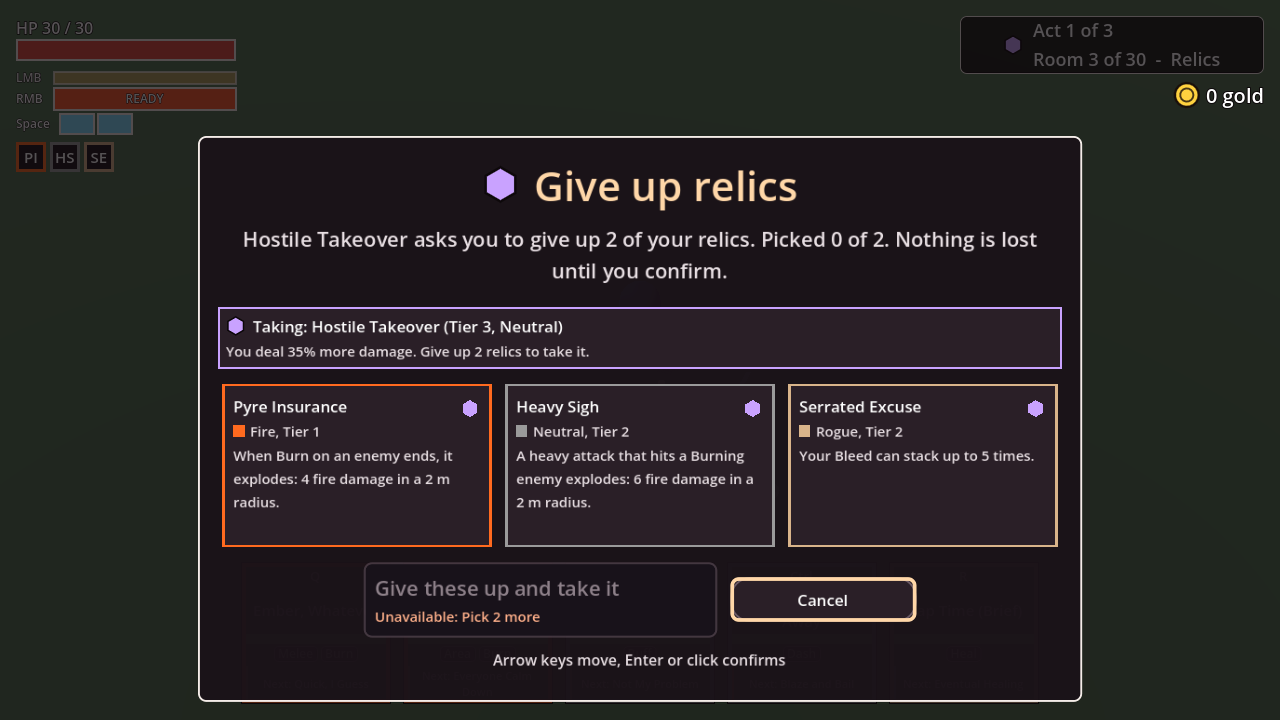 HP 30 / 30
LMB
RMB READY
Space
PI HS SE
Act 1 of 3
Room 3 of 30 - Relics
0 gold
Give up relics
Hostile Takeover asks you to give up 2 of your relics. Picked 0 of 2. Nothing is lost
until you confirm.
Taking: Hostile Takeover (Tier 3, Neutral)
You deal 35% more damage. Give up 2 relics to take it.
Pyre Insurance
Fire, Tier 1
When Burn on an enemy ends, it
explodes: 4 fire damage in a 2 m
radius.
Heavy Sigh
Neutral, Tier 2
A heavy attack that hits a Burning
enemy explodes: 6 fire damage in a
2 m radius.
Serrated Excuse
Rogue, Tier 2
Your Bleed can stack up to 5 times.
Give these up and take it
Unavailable: Pick 2 more
Cancel
Arrow keys move, Enter or click confirms